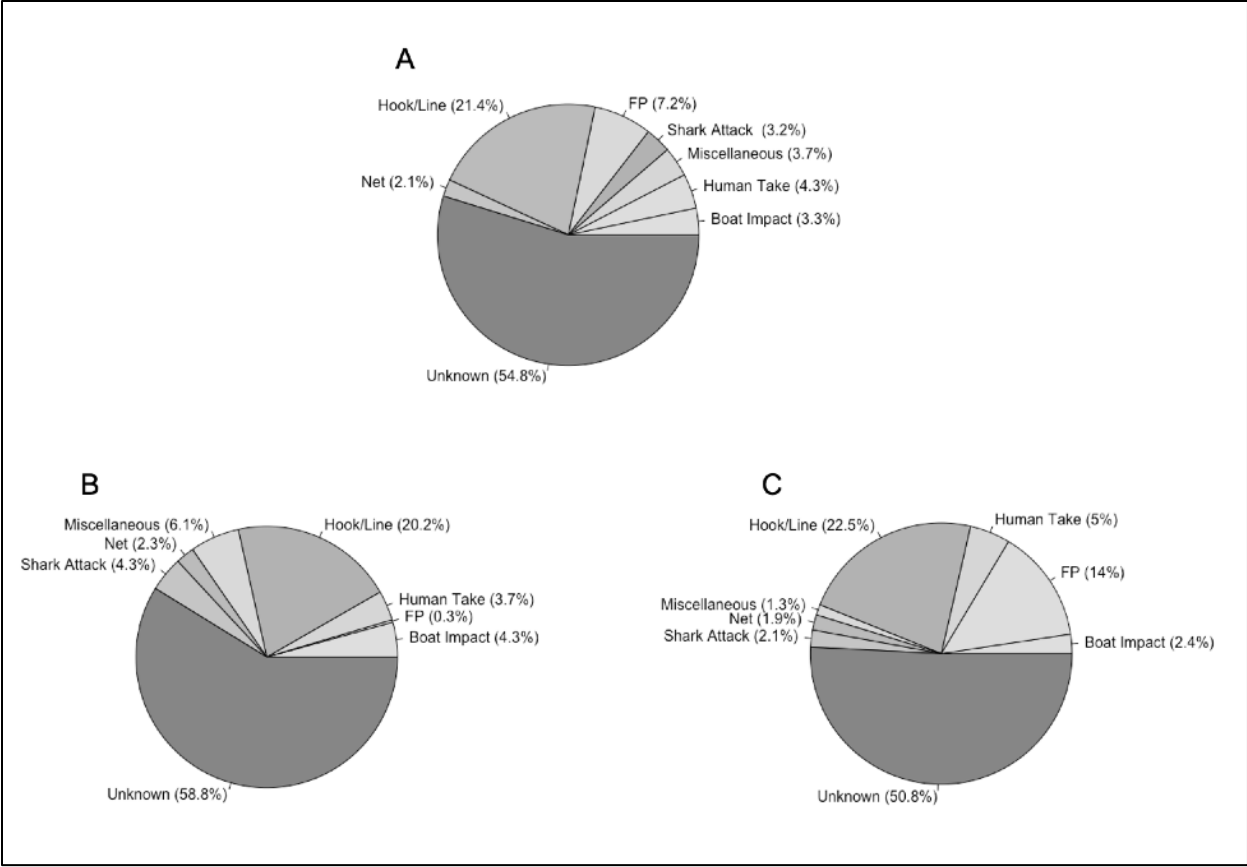 A
Hook/Line (21.4%)
FP (7.2%)
Shark Attack (3.2%)
Miscellaneous (3.7%)
Net (2.1%)
Human Take (4.3%)
Boat Impact (3.3%)
Unknown (54.8%)
B
Miscellaneous (6.1%)
Hook/Line (20.2%)
Net (2.3%)
Shark Attack (4.3%)
Human Take (3.7%)
FP (0.3%)
Boat Impact (4.3%)
Unknown (58.8%)
C
Hook/Line (22.5%)
Human Take (5%)
FP (14%)
Miscellaneous (1.3%)
Net (1.9%)
Shark Attack (2.1%)
Boat Impact (2.4%)
Unknown (50.8%)